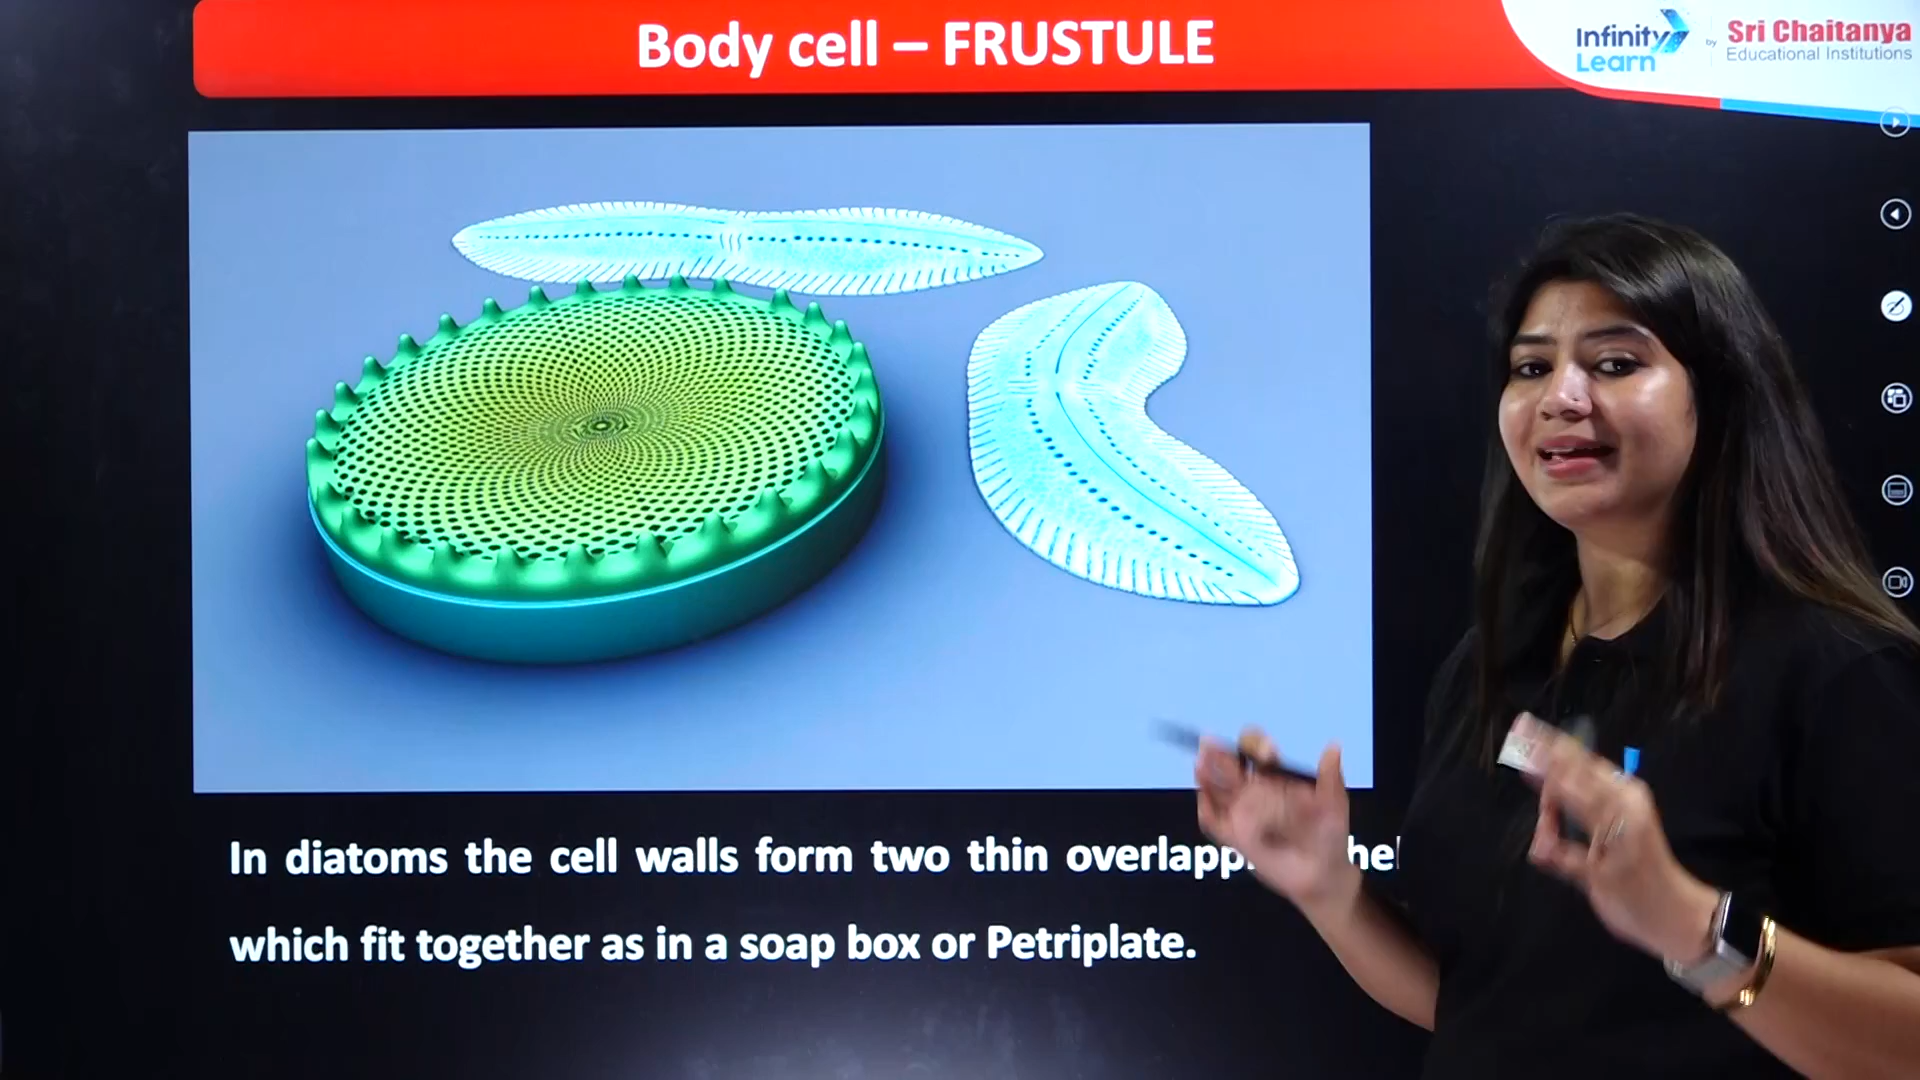 Body cell – FRUSTULE
Infinity Learn
by
Sri Chaitanya
Educational Institutions
In diatoms the cell walls form two thin
which fit together as in a soap box or Petriplate.